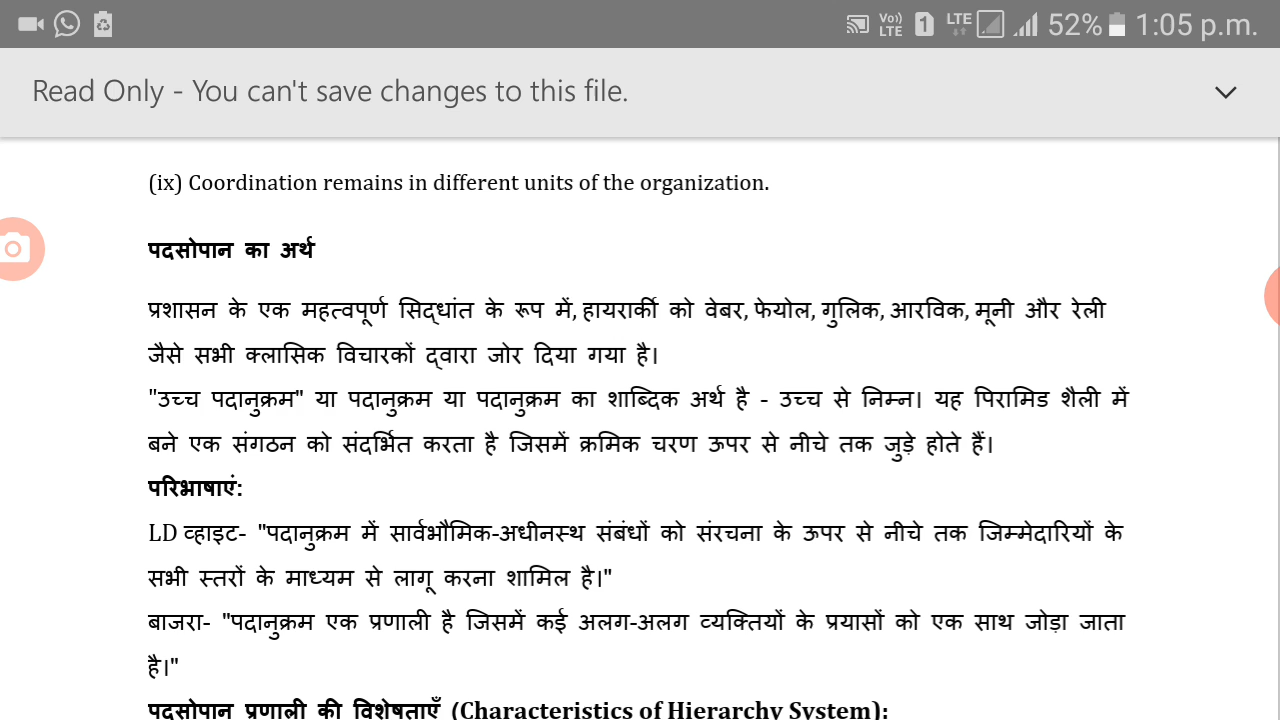 Vo)) LTE 1 LTE 52% 1:05 p.m.
Read Only - You can't save changes to this file.
(ix) Coordination remains in different units of the organization.
पदसोपान का अर्थ
प्रशासन के एक महत्वपूर्ण सिद्धांत के रूप में, हायरार्की को वेबर, फेयोल, गुलिक, आरविक, मूनी और रेली
जैसे सभी क्लासिक विचारकों द्वारा जोर दिया गया है।
"उच्च पदानुक्रम" या पदानुक्रम या पदानुक्रम का शाब्दिक अर्थ है - उच्च से निम्न। यह पिरामिड शैली में
बने एक संगठन को संदर्भित करता है जिसमें क्रमिक चरण ऊपर से नीचे तक जुड़े होते हैं।
परिभाषाएं:
LD व्हाइट- "पदानुक्रम में सार्वभौमिक-अधीनस्थ संबंधों को संरचना के ऊपर से नीचे तक जिम्मेदारियों के
सभी स्तरों के माध्यम से लागू करना शामिल है।"
बाजरा- "पदानुक्रम एक प्रणाली है जिसमें कई अलग-अलग व्यक्तियों के प्रयासों को एक साथ जोड़ा जाता
है।"
पदसोपान प्रणाली की विशेषताएँ (Characteristics of Hierarchy System):